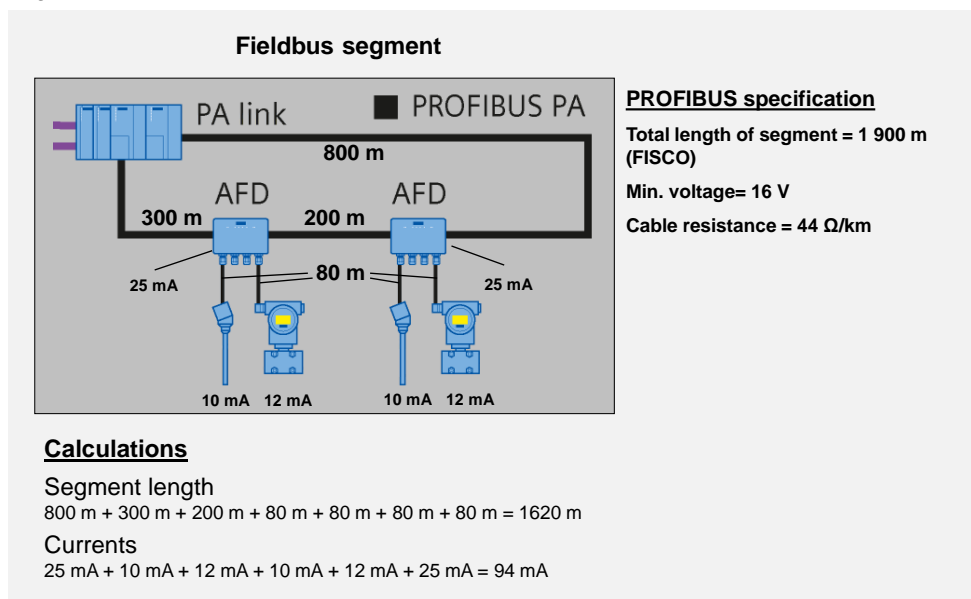 Fieldbus segment
PA link
PROFIBUS PA
800 m
AFD
AFD
300 m
200 m
25 mA
80 m
25 mA
10 mA
12 mA
10 mA
12 mA
PROFIBUS specification
Total length of segment = 1 900 m
(FISCO)
Min. voltage= 16 V
Cable resistance = 44 Ω/km
Calculations
Segment length
800 m + 300 m + 200 m + 80 m + 80 m + 80 m + 80 m = 1620 m
Currents
25 mA + 10 mA + 12 mA + 10 mA + 12 mA + 25 mA = 94 mA